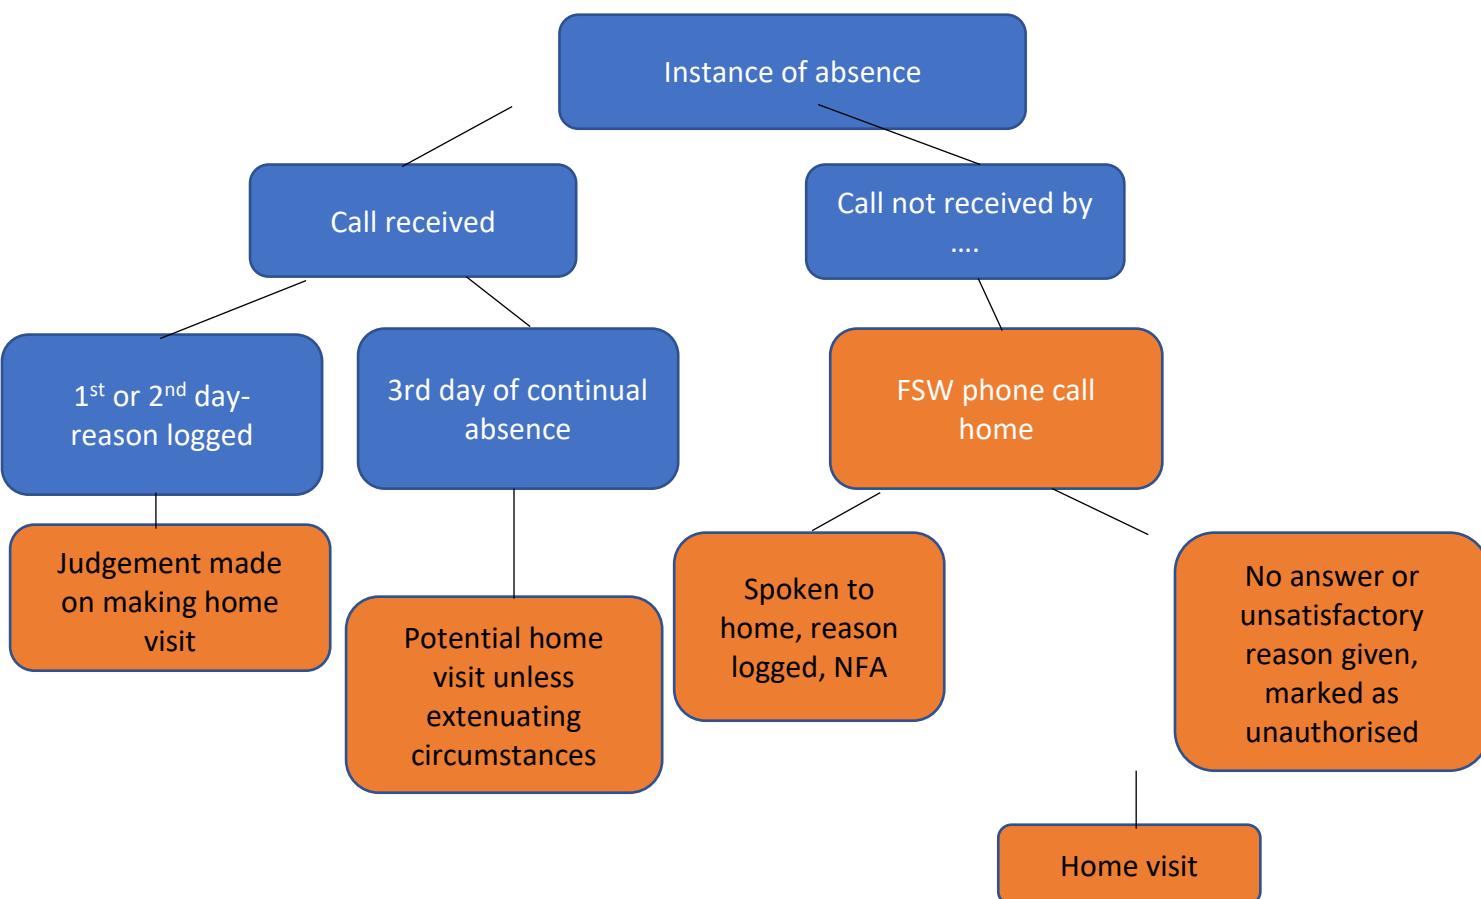 Instance of absence
Call received
Call not received by
....
1st or 2nd day-
reason logged
3rd day of continual
absence
FSW phone call
home
Judgement made
on making home
visit
Potential home
visit unless
extenuating
circumstances
Spoken to
home, reason
logged, NFA
No answer or
unsatisfactory
reason given,
marked as
unauthorised
Home visit